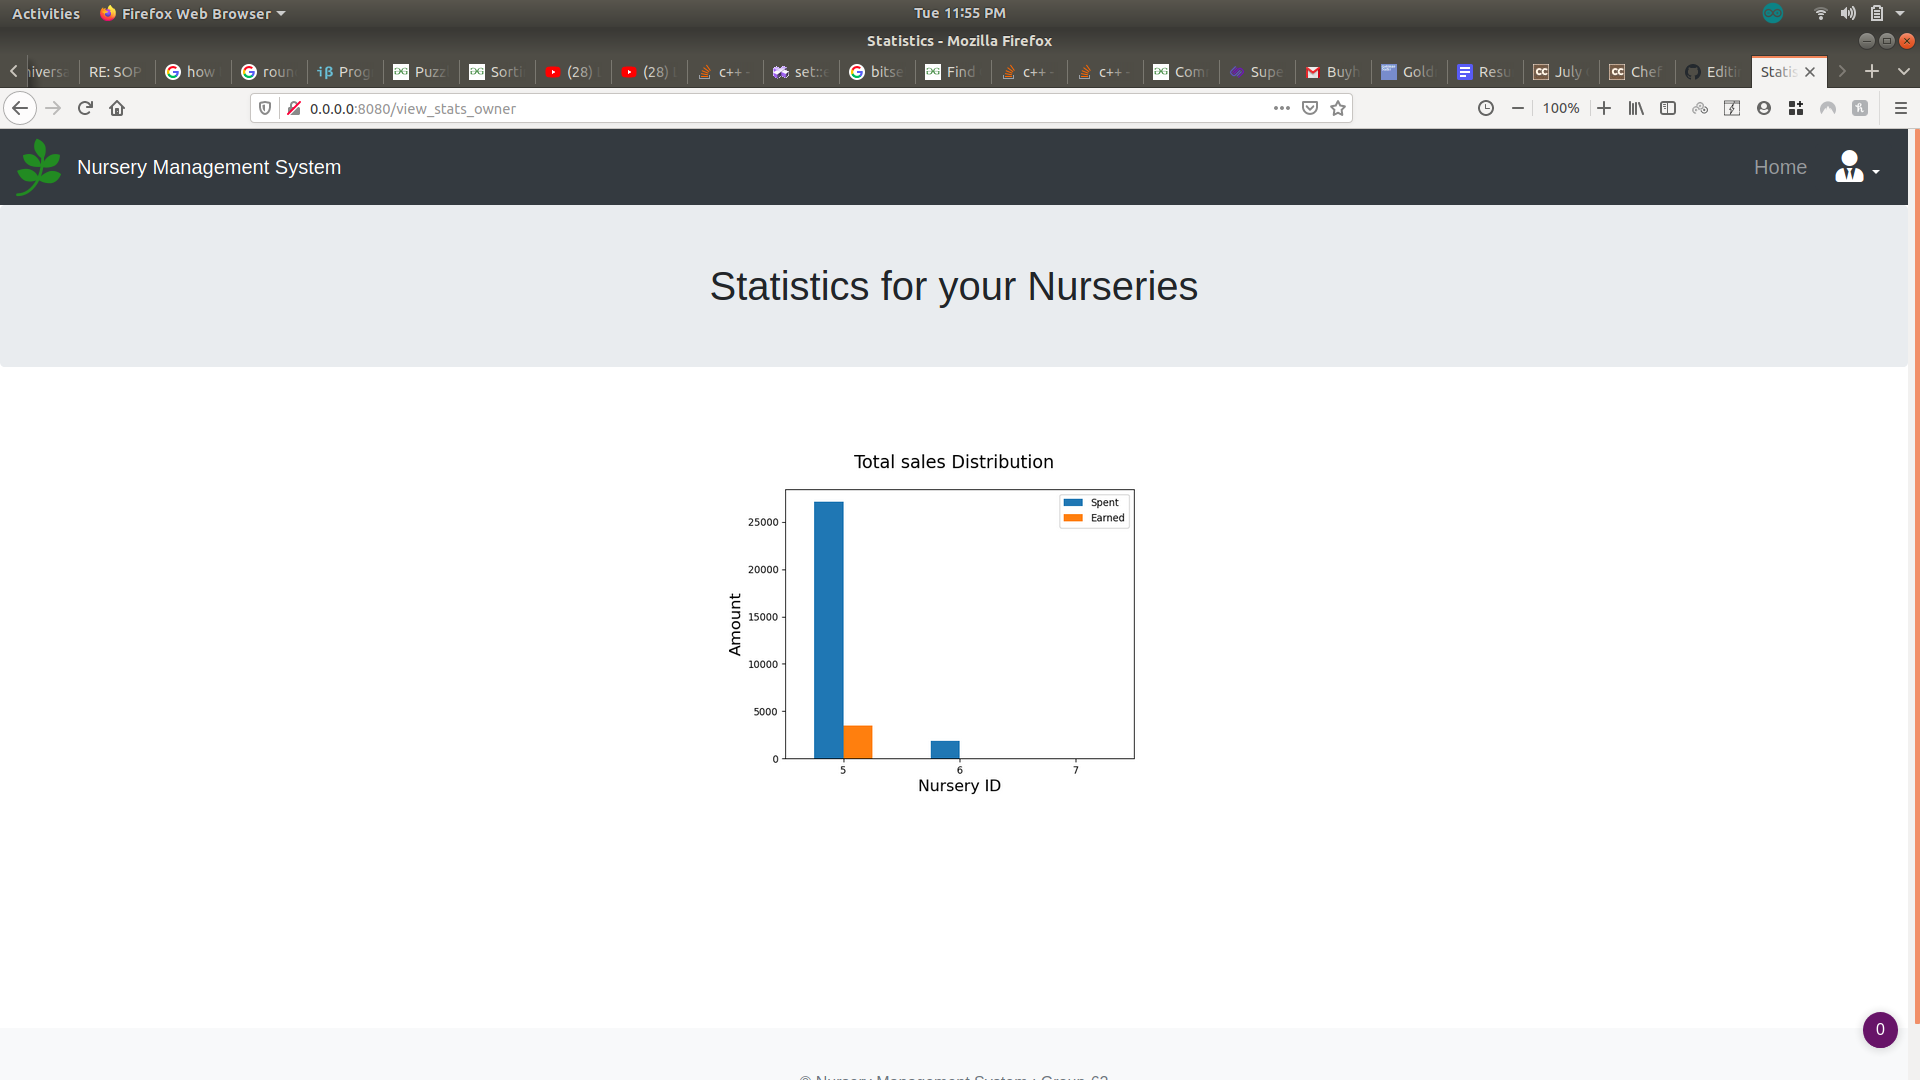 Activities Firefox Web Browser Tue 11:55 PM
Statistics - Mozilla Firefox
RE: SOP how roun Prog Puzz Sorti (28) (28) c++ - set::e bitse Find c++ - c++ - Com Supe Buyh Gold Resu July Chef Editi Statis
0.0.0.0:8080/view_stats_owner 100%
Nursery Management System Home
Statistics for your Nurseries
Total sales Distribution
Spent
Earned
25000
20000
15000
10000
5000
0
Amount
5 6 7
Nursery ID
0
© Nursery Management System : Group 62